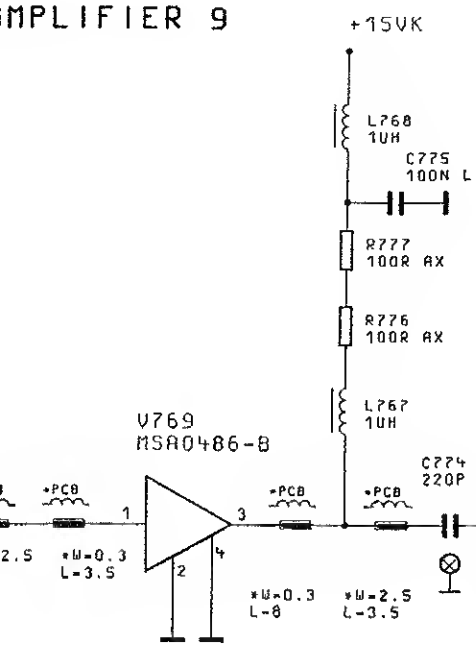 AMPLIFIER 9
+15VK
L768
1UH
C775
100N L
R777
100R AX
R776
100R AX
L767
1UH
V769
MSA0486-B
C774
220P
*PCB
*PCB
*PCB
1
3
4
2
2.5
*W=0.3
L=3.5
*W=0.3
L=8
*W=2.5
L=3.5